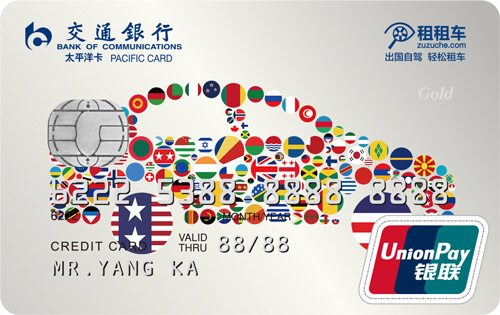 交通銀行
BANK OF COMMUNICATIONS
太平洋卡 PACIFIC CARD
租租车
zuzuche.com
出国自驾 轻松租车
Gold
6222 5388 8888 8888
622
MONTH/YEAR
CREDIT CARD VALID THRU 88/88
MR.YANG KA
UnionPay
银联